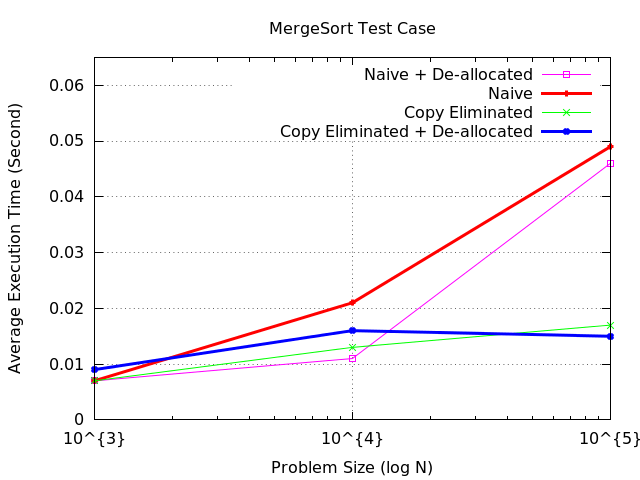 MergeSort Test Case
Naive + De-allocated
Naive
Copy Eliminated
Copy Eliminated + De-allocated
Average Execution Time (Second)
0.06
0.05
0.04
0.03
0.02
0.01
0
10^{3}
10^{4}
10^{5}
Problem Size (log N)